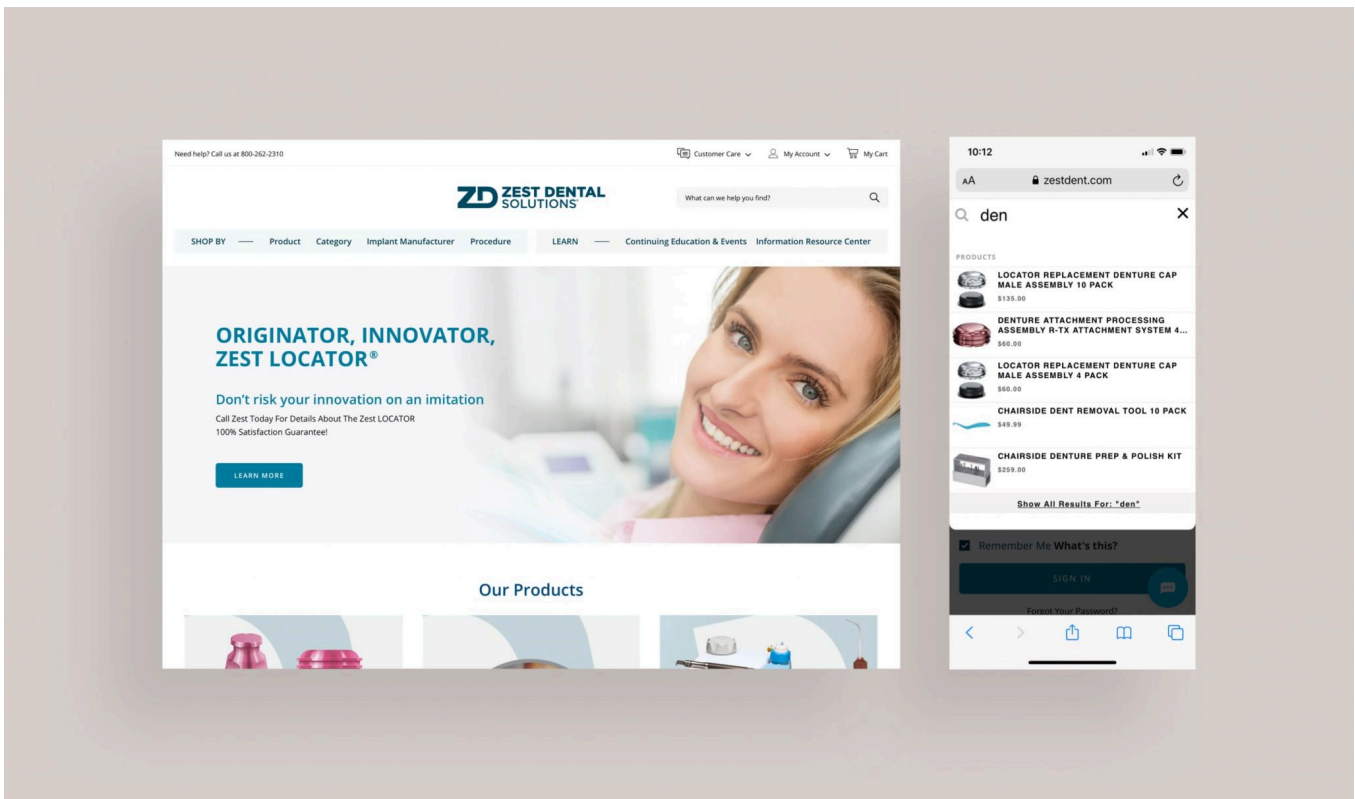 Need help? Call us at 800-262-2310
Customer Care
My Account
My Cart
ZD ZEST DENTAL
SOLUTIONS
What can we help you find?
SHOP BY
Product
Category
Implant Manufacturer
Procedure
LEARN
Continuing Education & Events
Information Resource Center
ORIGINATOR, INNOVATOR,
ZEST LOCATOR®
Don't risk your innovation on an imitation
Call Zest Today For Details About The Zest LOCATOR
100% Satisfaction Guarantee!
LEARN MORE
Our Products
10:12
AA
zestdent.com
den
PRODUCTS
LOCATOR REPLACEMENT DENTURE CAP
MALE ASSEMBLY 10 PACK
$135.00
DENTURE ATTACHMENT PROCESSING
ASSEMBLY R-TX ATTACHMENT SYSTEM 4...
$60.00
LOCATOR REPLACEMENT DENTURE CAP
MALE ASSEMBLY 4 PACK
$60.00
CHAIRSIDE DENT REMOVAL TOOL 10 PACK
$49.99
CHAIRSIDE DENTURE PREP & POLISH KIT
$259.00
Show All Results For: "den"
Remember Me What's this?
SIGN IN
Forgot Your Password?